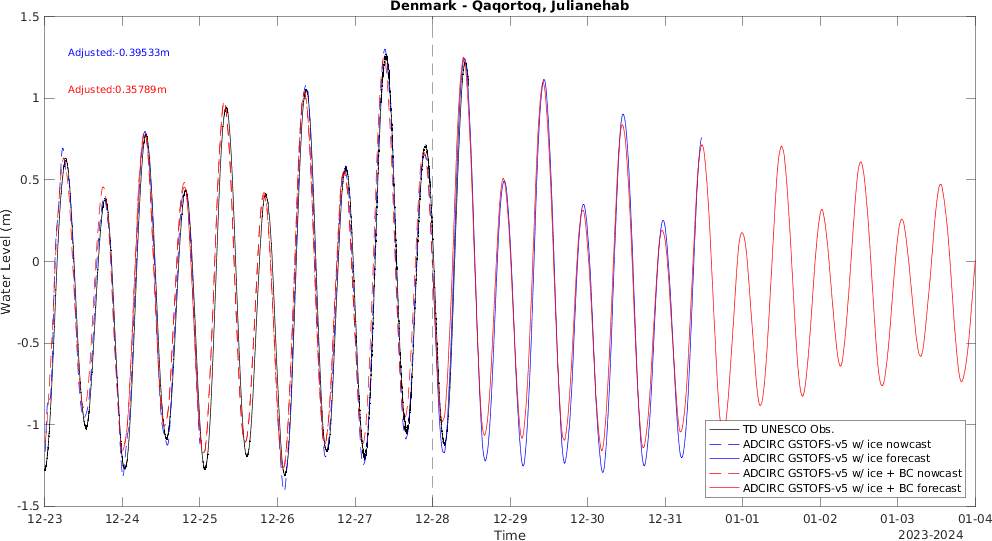 Denmark - Qaqortoq, Julianehab
Adjusted:-0.39533m
Adjusted:0.35789m
Water Level (m)
1.5
1
0.5
0
-0.5
-1
-1.5
TD UNESCO Obs.
ADCIRC GSTOFS-v5 w/ ice nowcast
ADCIRC GSTOFS-v5 w/ ice forecast
ADCIRC GSTOFS-v5 w/ ice + BC nowcast
ADCIRC GSTOFS-v5 w/ ice + BC forecast
12-23 12-24 12-25 12-26 12-27 12-28 12-29 12-30 12-31 01-01 01-02 01-03 01-04
Time
2023-2024